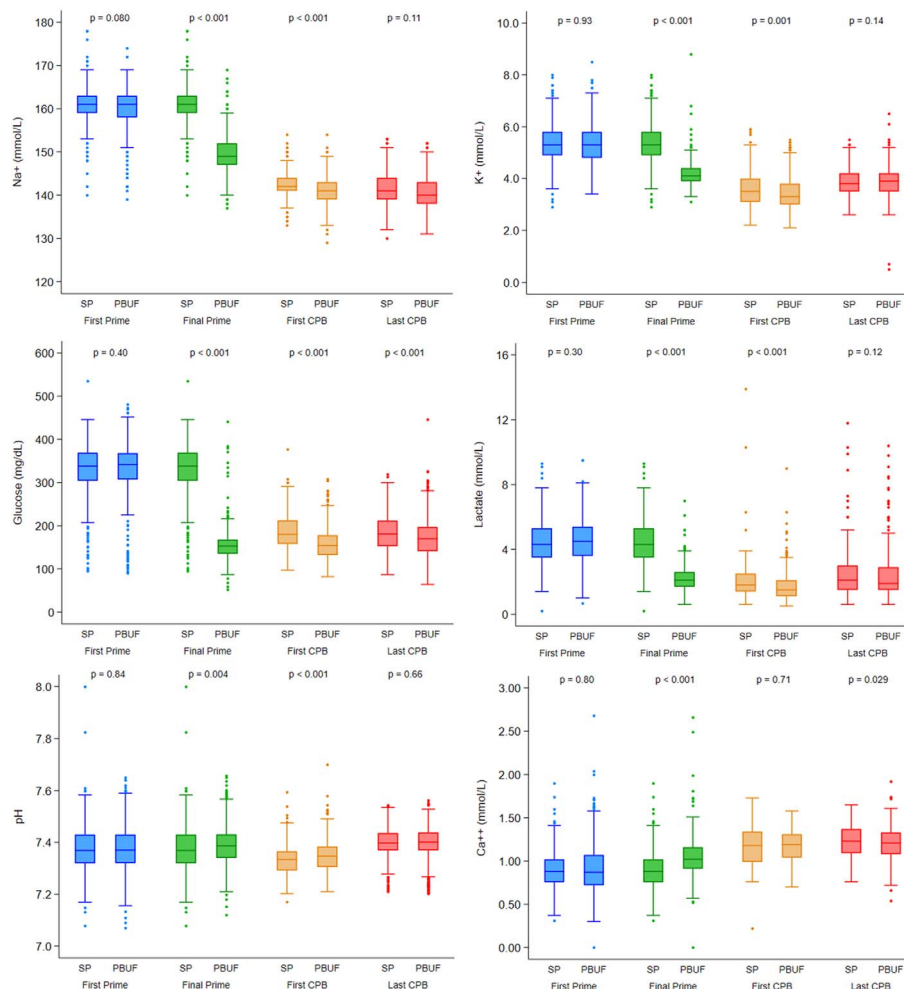 p = 0.080 p < 0.001 p < 0.001 p = 0.11
180
170
160
150
140
130
120
Na+ (mmol/L)
SP PBUF SP PBUF SP PBUF SP PBUF
First Prime Final Prime First CPB Last CPB
p = 0.93 p < 0.001 p = 0.001 p = 0.14
10.0
8.0
6.0
4.0
2.0
0.0
K+ (mmol/L)
SP PBUF SP PBUF SP PBUF SP PBUF
First Prime Final Prime First CPB Last CPB
p = 0.40 p < 0.001 p < 0.001 p < 0.001
600
500
400
300
200
100
0
Glucose (mg/dL)
SP PBUF SP PBUF SP PBUF SP PBUF
First Prime Final Prime First CPB Last CPB
p = 0.30 p < 0.001 p < 0.001 p = 0.12
16
12
8
4
0
Lactate (mmol/L)
SP PBUF SP PBUF SP PBUF SP PBUF
First Prime Final Prime First CPB Last CPB
p = 0.84 p = 0.004 p < 0.001 p = 0.66
8.0
7.8
7.6
7.4
7.2
7.0
pH
SP PBUF SP PBUF SP PBUF SP PBUF
First Prime Final Prime First CPB Last CPB
p = 0.80 p < 0.001 p = 0.71 p = 0.029
3.00
2.50
2.00
1.50
1.00
0.50
0.00
Ca++ (mmol/L)
SP PBUF SP PBUF SP PBUF SP PBUF
First Prime Final Prime First CPB Last CPB